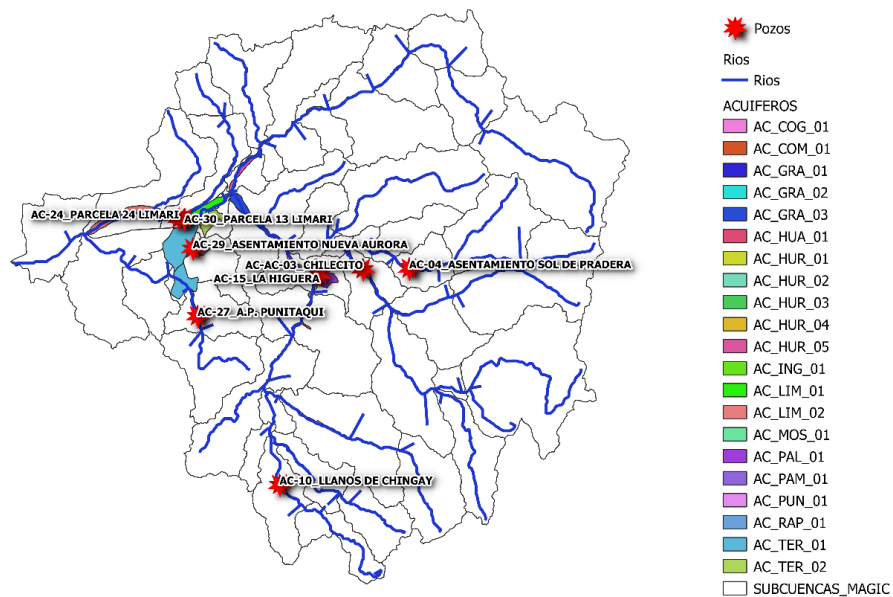 Pozos
Rios
Rios
ACUIFEROS
AC_COG_01
AC_COM_01
AC_GRA_01
AC_GRA_02
AC_GRA_03
AC_HUA_01
AC_HUR_01
AC_HUR_02
AC_HUR_03
AC_HUR_04
AC_HUR_05
AC_ING_01
AC_LIM_01
AC_LIM_02
AC_MOS_01
AC_PAL_01
AC_PAM_01
AC_PUN_01
AC_RAP_01
AC_TER_01
AC_TER_02
SUBCUENCAS_MAGIC
AC-24_PARCELA 24 LIMARI
AC-30_PARCELA 13 LIMARI
AC-29_ASENTAMIENTO NUEVA AURORA
AC-AC-03_CHILECITO
AC-04_ASENTAMIENTO SOL DE PRADERA
AC-15_LA HIGUERA
AC-27_A.P. PUNITAQUI
AC-10_LLANOS DE CHINGAY